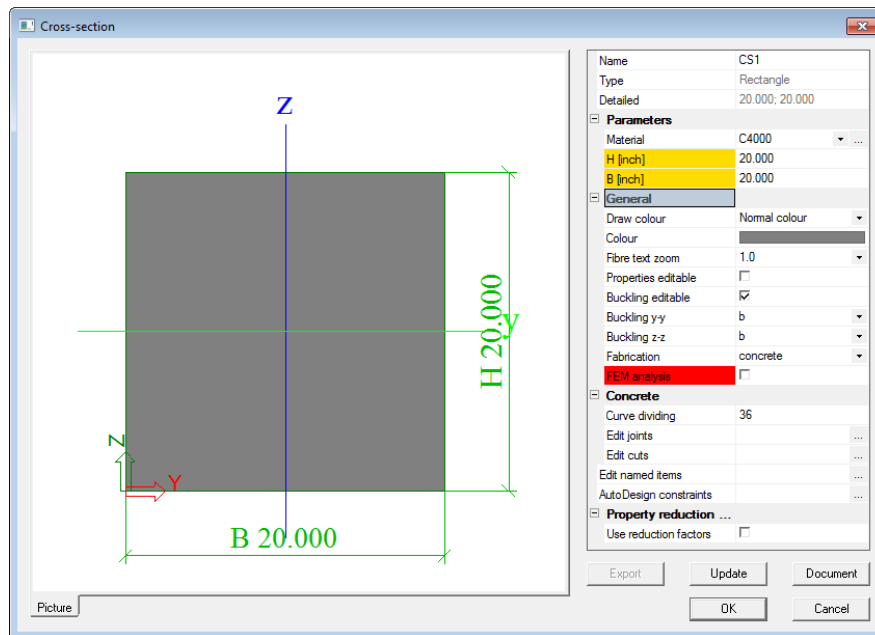 Cross-section
Z
y
H 20.000
Z
Y
B 20.000
Picture
Name CS1
Type Rectangle
Detailed 20.000; 20.000
Parameters
Material C4000 ...
H [inch] 20.000
B [inch] 20.000
General
Draw colour Normal colour
Colour
Fibre text zoom 1.0
Properties editable
Buckling editable
Buckling y-y b
Buckling z-z b
Fabrication concrete
FEM analysis
Concrete
Curve dividing 36
Edit joints ...
Edit cuts ...
Edit named items ...
AutoDesign constraints ...
Property reduction ...
Use reduction factors
Export Update Document
OK Cancel